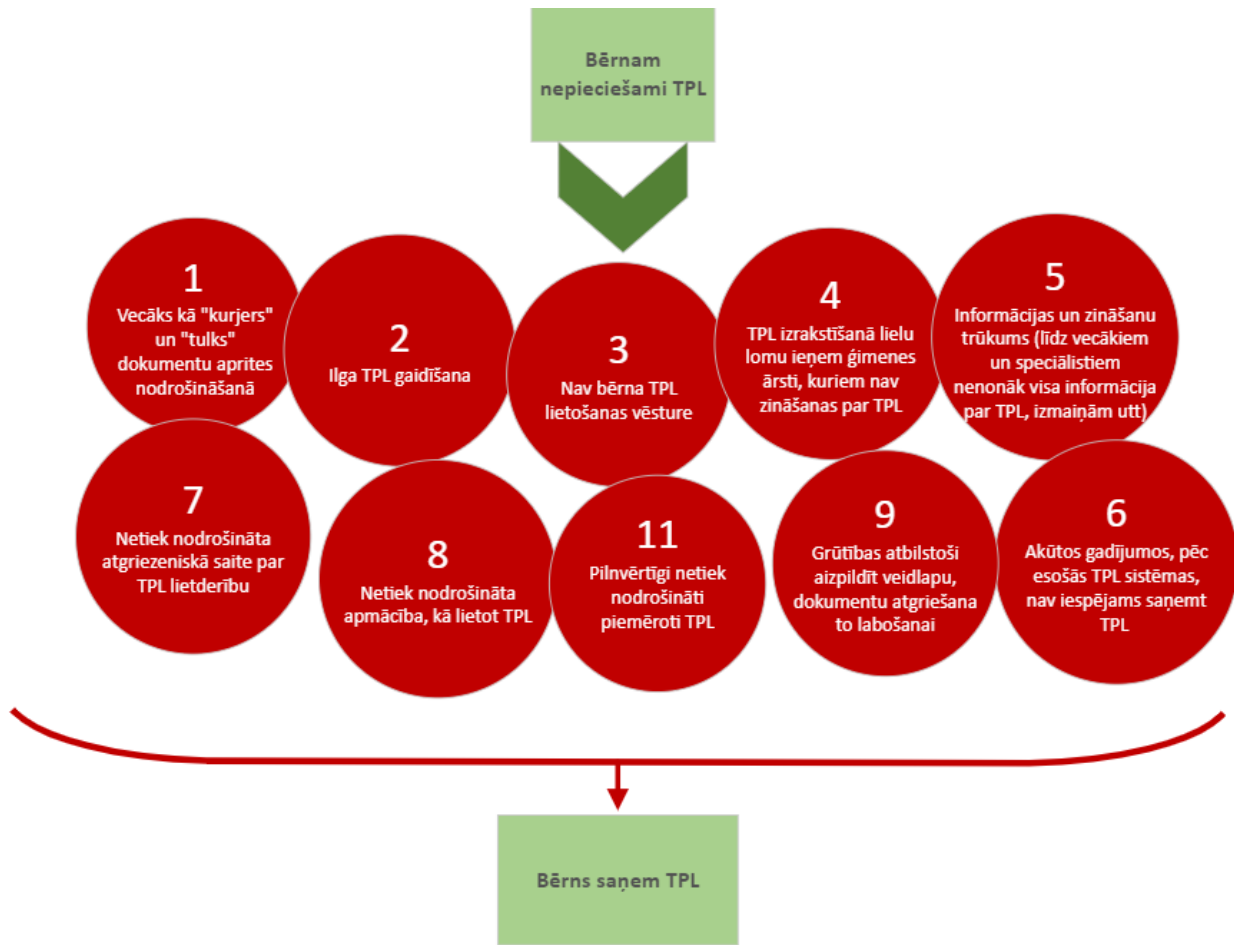 Bērnam
nepieciešami TPL
1
Vecāks kā "kurjers"
un "tulks"
dokumentu aprites
nodrošināšanā
2
Ilga TPL gaidīšana
3
Nav bērna TPL
lietošanas vēsture
4
TPL izrakstīšanā lielu
lomu ieņem ģimenes
ārsti, kuriem nav
zināšanas par TPL
5
Informācijas un zināšanu
trūkums (līdz vecākiem
un speciālistiem
nenonāk visa informācija
par TPL, izmaiņām utt)
7
Netiek nodrošināta
atgriezeniskā saite par
TPL lietderību
8
Netiek nodrošināta
apmācība, kā lietot TPL
11
Pilnvērtīgi netiek
nodrošināti
piemēroti TPL
9
Grūtības atbilstoši
aizpildīt veidlapu,
dokumentu atgriešana
to labošanai
6
Akūtos gadījumos, pēc
esošās TPL sistēmas,
nav iespējams saņemt
TPL
Bērns saņem TPL